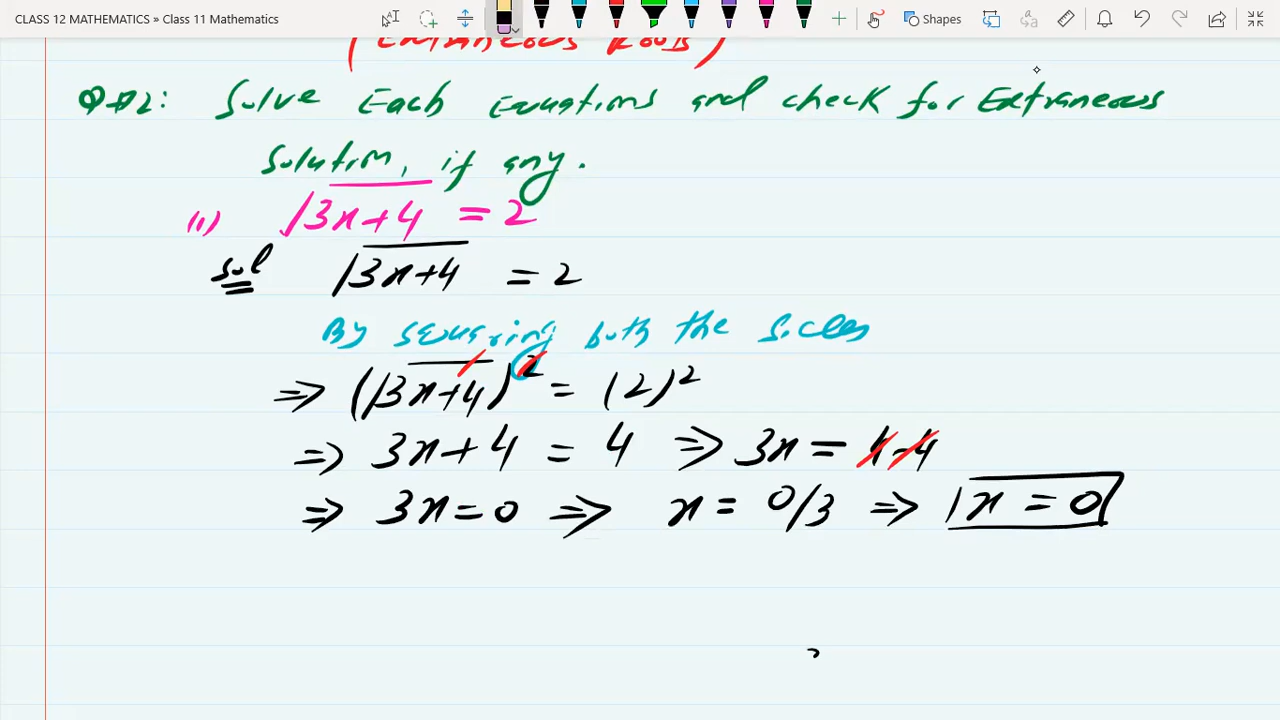 CLASS 12 MATHEMATICS » Class 11 Mathematics
Shapes
(Extraneous Roots)
Q#2: Solve Each Equations and check for Extraneous
Solution, if any.
(i) √3x+4 = 2
Sol √3x+4 = 2
By squaring both the sides
⇒ (√3x+4)² = (2)²
⇒ 3x+4 = 4 ⇒ 3x = 4-4
⇒ 3x=0 ⇒ x = 0/3 ⇒ x = 0